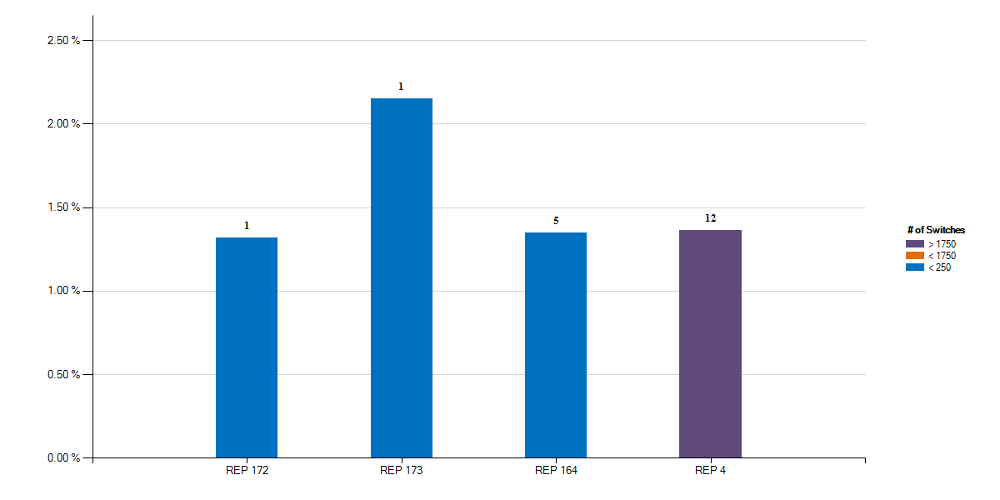 2.50 %
2.00 %
1.50 %
1.00 %
0.50 %
0.00 %
1
1
5
12
REP 172
REP 173
REP 164
REP 4
# of Switches
> 1750
< 1750
< 250